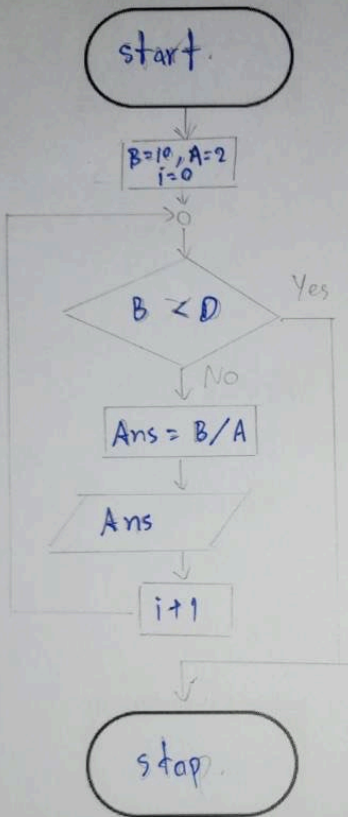 start.
B=10, A=2
i=0
B < D
Yes
No
Ans = B/A
Ans
i+1
stop.